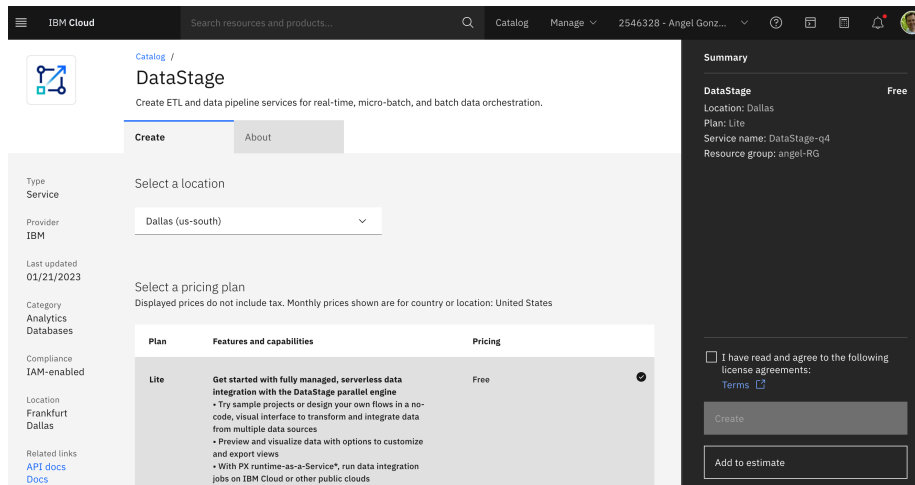 IBM Cloud
Search resources and products...
Catalog
Manage
2546328 - Angel Gonz...
Catalog /
DataStage
Create ETL and data pipeline services for real-time, micro-batch, and batch data orchestration.
Create
About
Type
Service
Provider
IBM
Last updated
01/21/2023
Category
Analytics
Databases
Compliance
IAM-enabled
Location
Frankfurt
Dallas
Related links
API docs
Docs
Select a location
Dallas (us-south)
Select a pricing plan
Displayed prices do not include tax. Monthly prices shown are for country or location: United States
Plan
Features and capabilities
Pricing
Lite
Get started with fully managed, serverless data
integration with the DataStage parallel engine
• Try sample projects or design your own flows in a no-
code, visual interface to transform and integrate data
from multiple data sources
• Preview and visualize data with options to customize
and export views
• With PX runtime-as-a-Service*, run data integration
jobs on IBM Cloud or other public clouds
Free
Summary
DataStage Free
Location: Dallas
Plan: Lite
Service name: DataStage-q4
Resource group: angel-RG
I have read and agree to the following
license agreements:
Terms
Create
Add to estimate